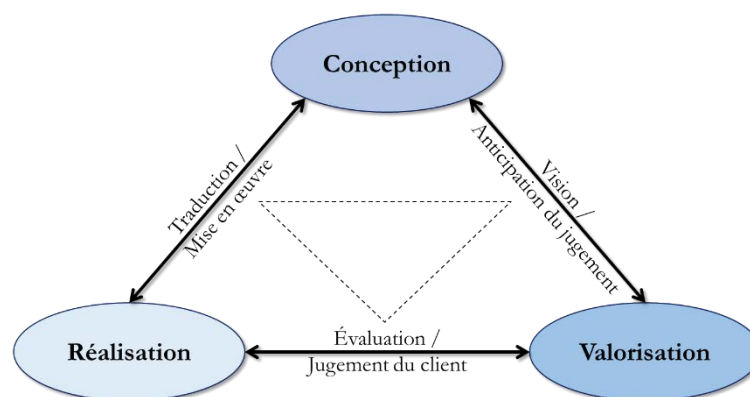 Conception
Traduction /
Mise en œuvre
Vision /
Anticipation du jugement
Réalisation
Évaluation /
Jugement du client
Valorisation